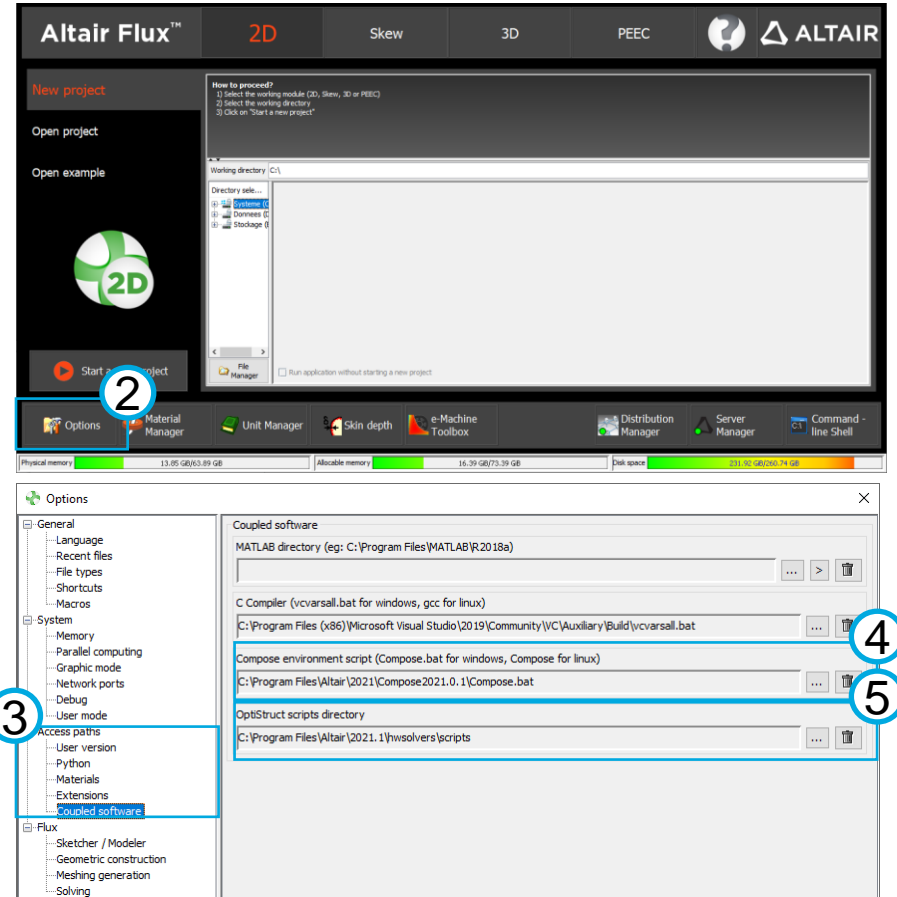 Altair Flux™
2D
Skew
3D
PEEC
?
ALTAIR
New project
Open project
Open example
2D
How to proceed?
1) Select the working module (2D, Skew, 3D or PEEC)
2) Select the working directory
3) Click on "Start a new project"
Working directory C:\
Directory sele...
Systeme (C
Donnees (D
Stockage (
File
Manager
Run application without starting a new project
Start a project
2
Options
Material
Manager
Unit Manager
Skin depth
e-Machine
Toolbox
Distribution
Manager
Server
Manager
Command -
line Shell
Physical memory
13.85 GB/63.89 GB
Allocable memory
16.39 GB/73.39 GB
Disk space
231.92 GB/260.74 GB
Options
General
Language
Recent files
File types
Shortcuts
Macros
System
Memory
Parallel computing
Graphic mode
Network ports
Debug
User mode
3
Access paths
User version
Python
Materials
Extensions
Coupled software
Flux
Sketcher / Modeler
Geometric construction
Meshing generation
Solving
Coupled software
MATLAB directory (eg: C:\Program Files\MATLAB\R2018a)
... >
C Compiler (vcvarsall.bat for windows, gcc for linux)
C:\Program Files (x86)\Microsoft Visual Studio\2019\Community\VC\Auxiliary\Build\vcvarsall.bat
...
4
Compose environment script (Compose.bat for windows, Compose for linux)
C:\Program Files\Altair\2021\Compose2021.0.1\Compose.bat
...
5
OptiStruct scripts directory
C:\Program Files\Altair\2021.1\hwsolvers\scripts
...